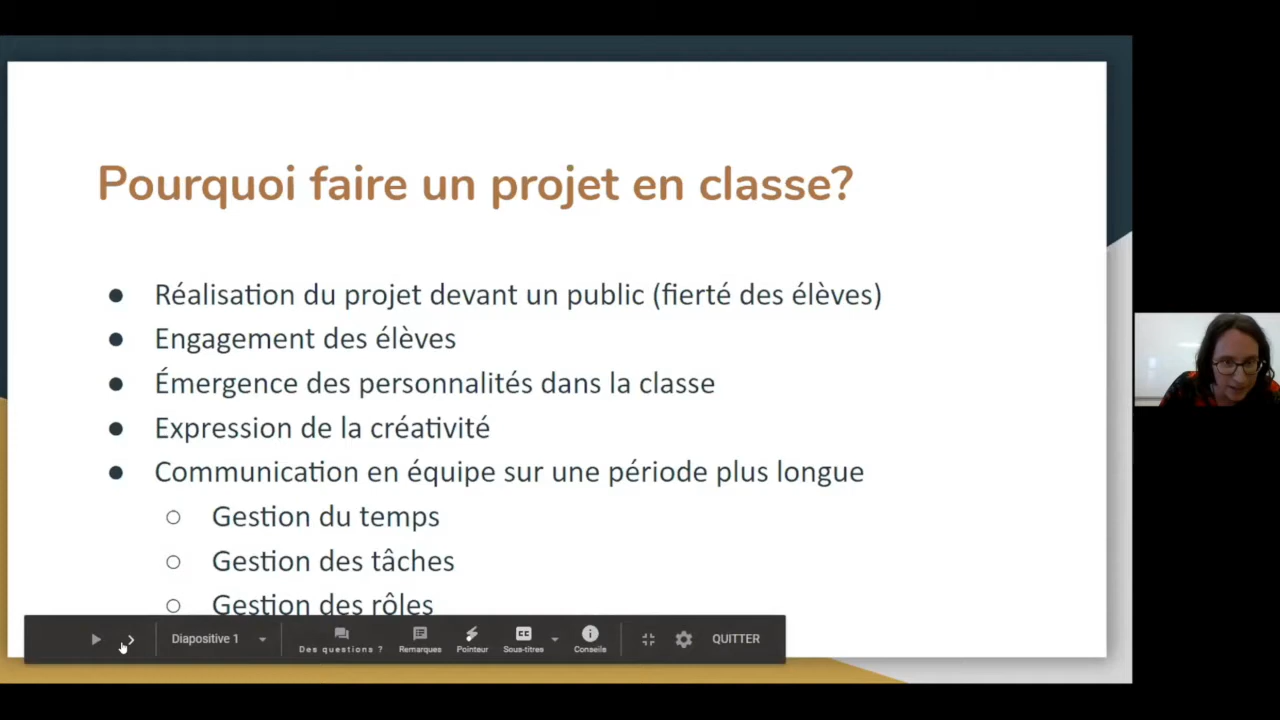 Pourquoi faire un projet en classe?
● Réalisation du projet devant un public (fierté des élèves)
● Engagement des élèves
● Émergence des personnalités dans la classe
● Expression de la créativité
● Communication en équipe sur une période plus longue
○ Gestion du temps
○ Gestion des tâches
○ Gestion des rôles
Diapositive 1 Des questions ? Remarques Pointeur Sous-titres Conseils QUITTER